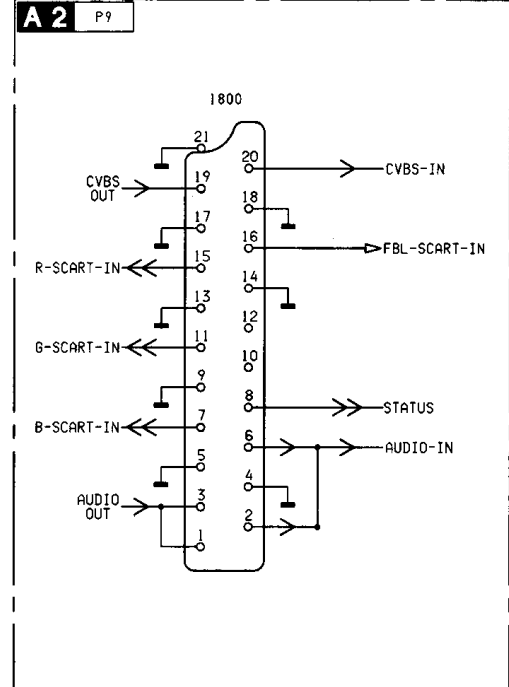 A 2 P9
1800
21
20
CVBS-IN
CVBS
OUT
19
18
17
16
FBL-SCART-IN
R-SCART-IN
15
14
13
12
G-SCART-IN
11
10
9
8
STATUS
B-SCART-IN
7
6
AUDIO-IN
5
4
AUDIO
OUT
3
2
1